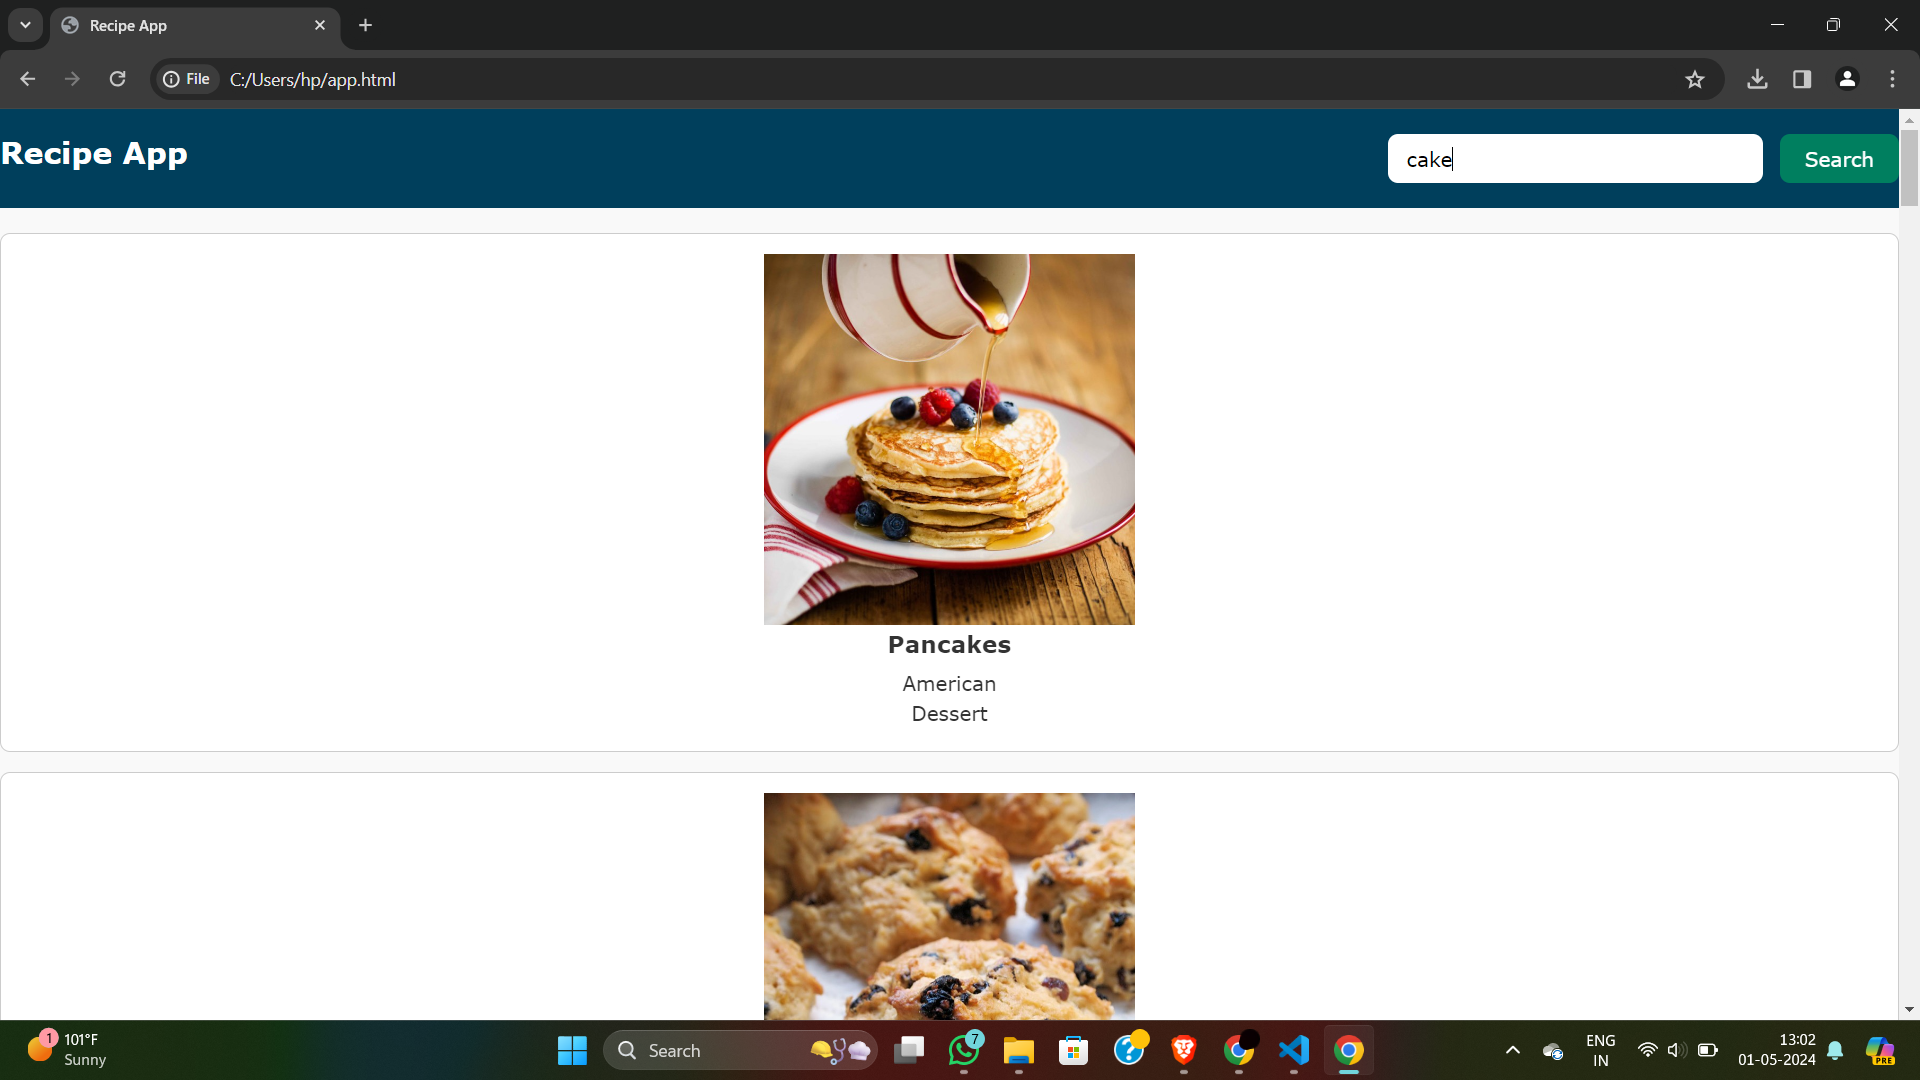 Recipe App
File
C:/Users/hp/app.html
Recipe App
cake
Search
Pancakes
American
Dessert
1
101°F
Sunny
Search
7
ENG
IN
13:02
01-05-2024
PRE